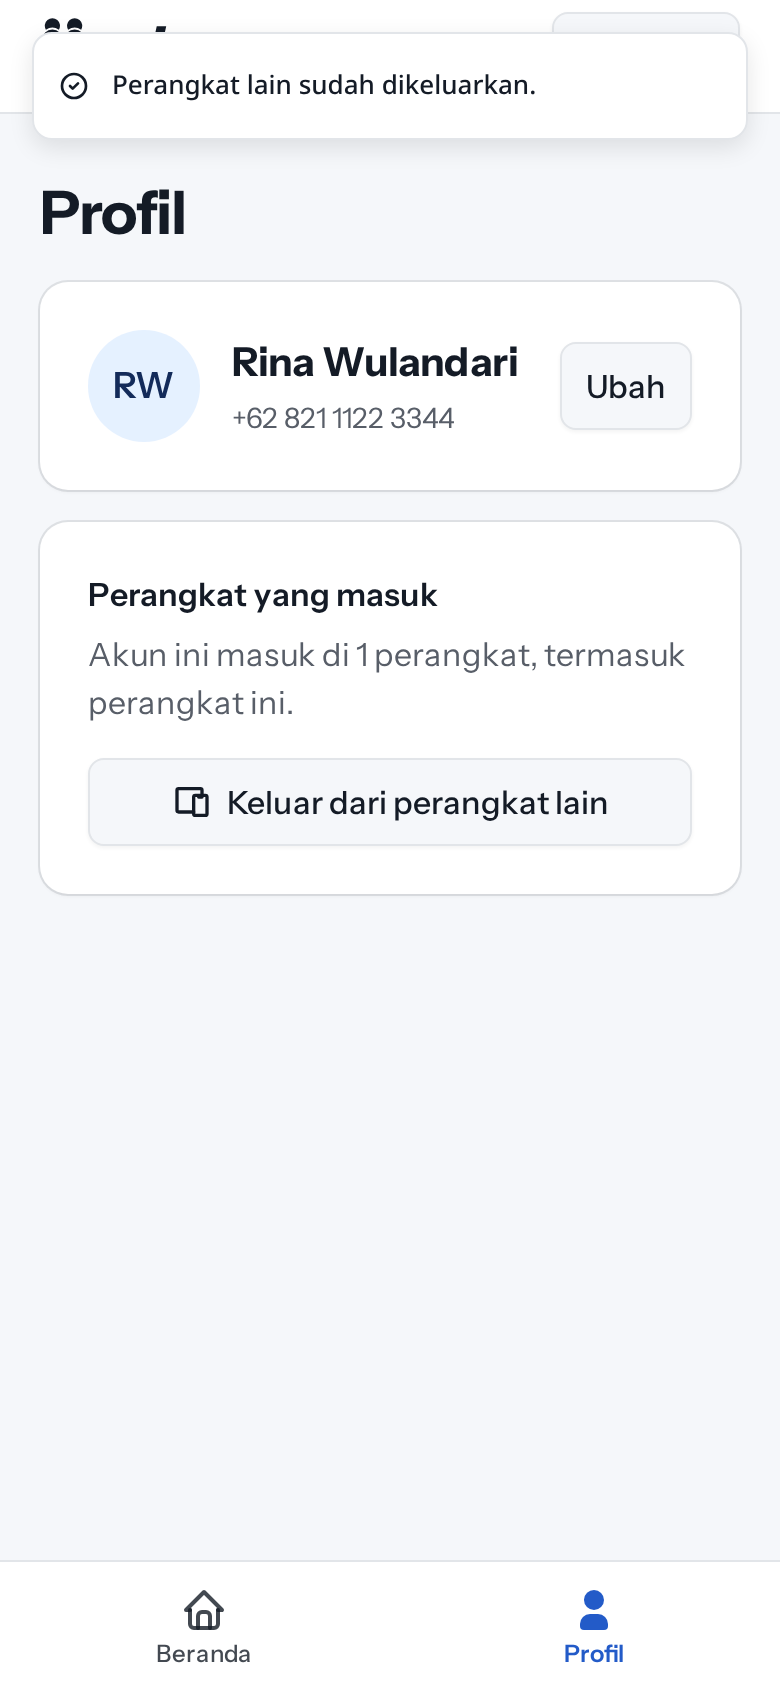 Perangkat lain sudah dikeluarkan.
Profil
RW
Rina Wulandari
+62 821 1122 3344
Ubah
Perangkat yang masuk
Akun ini masuk di 1 perangkat, termasuk
perangkat ini.
Keluar dari perangkat lain
Beranda
Profil